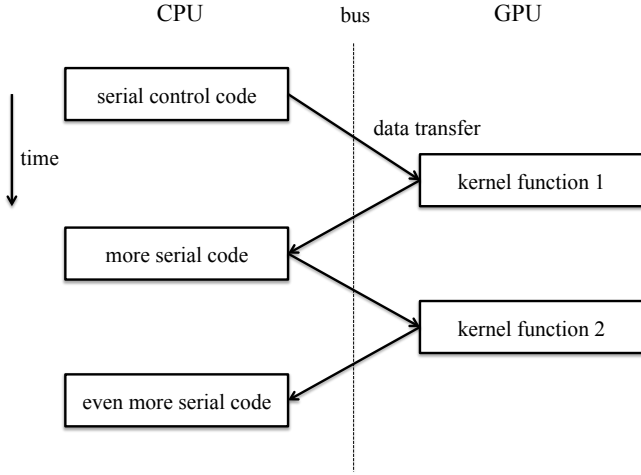 CPU
bus
GPU
serial control code
data transfer
time
kernel function 1
more serial code
kernel function 2
even more serial code